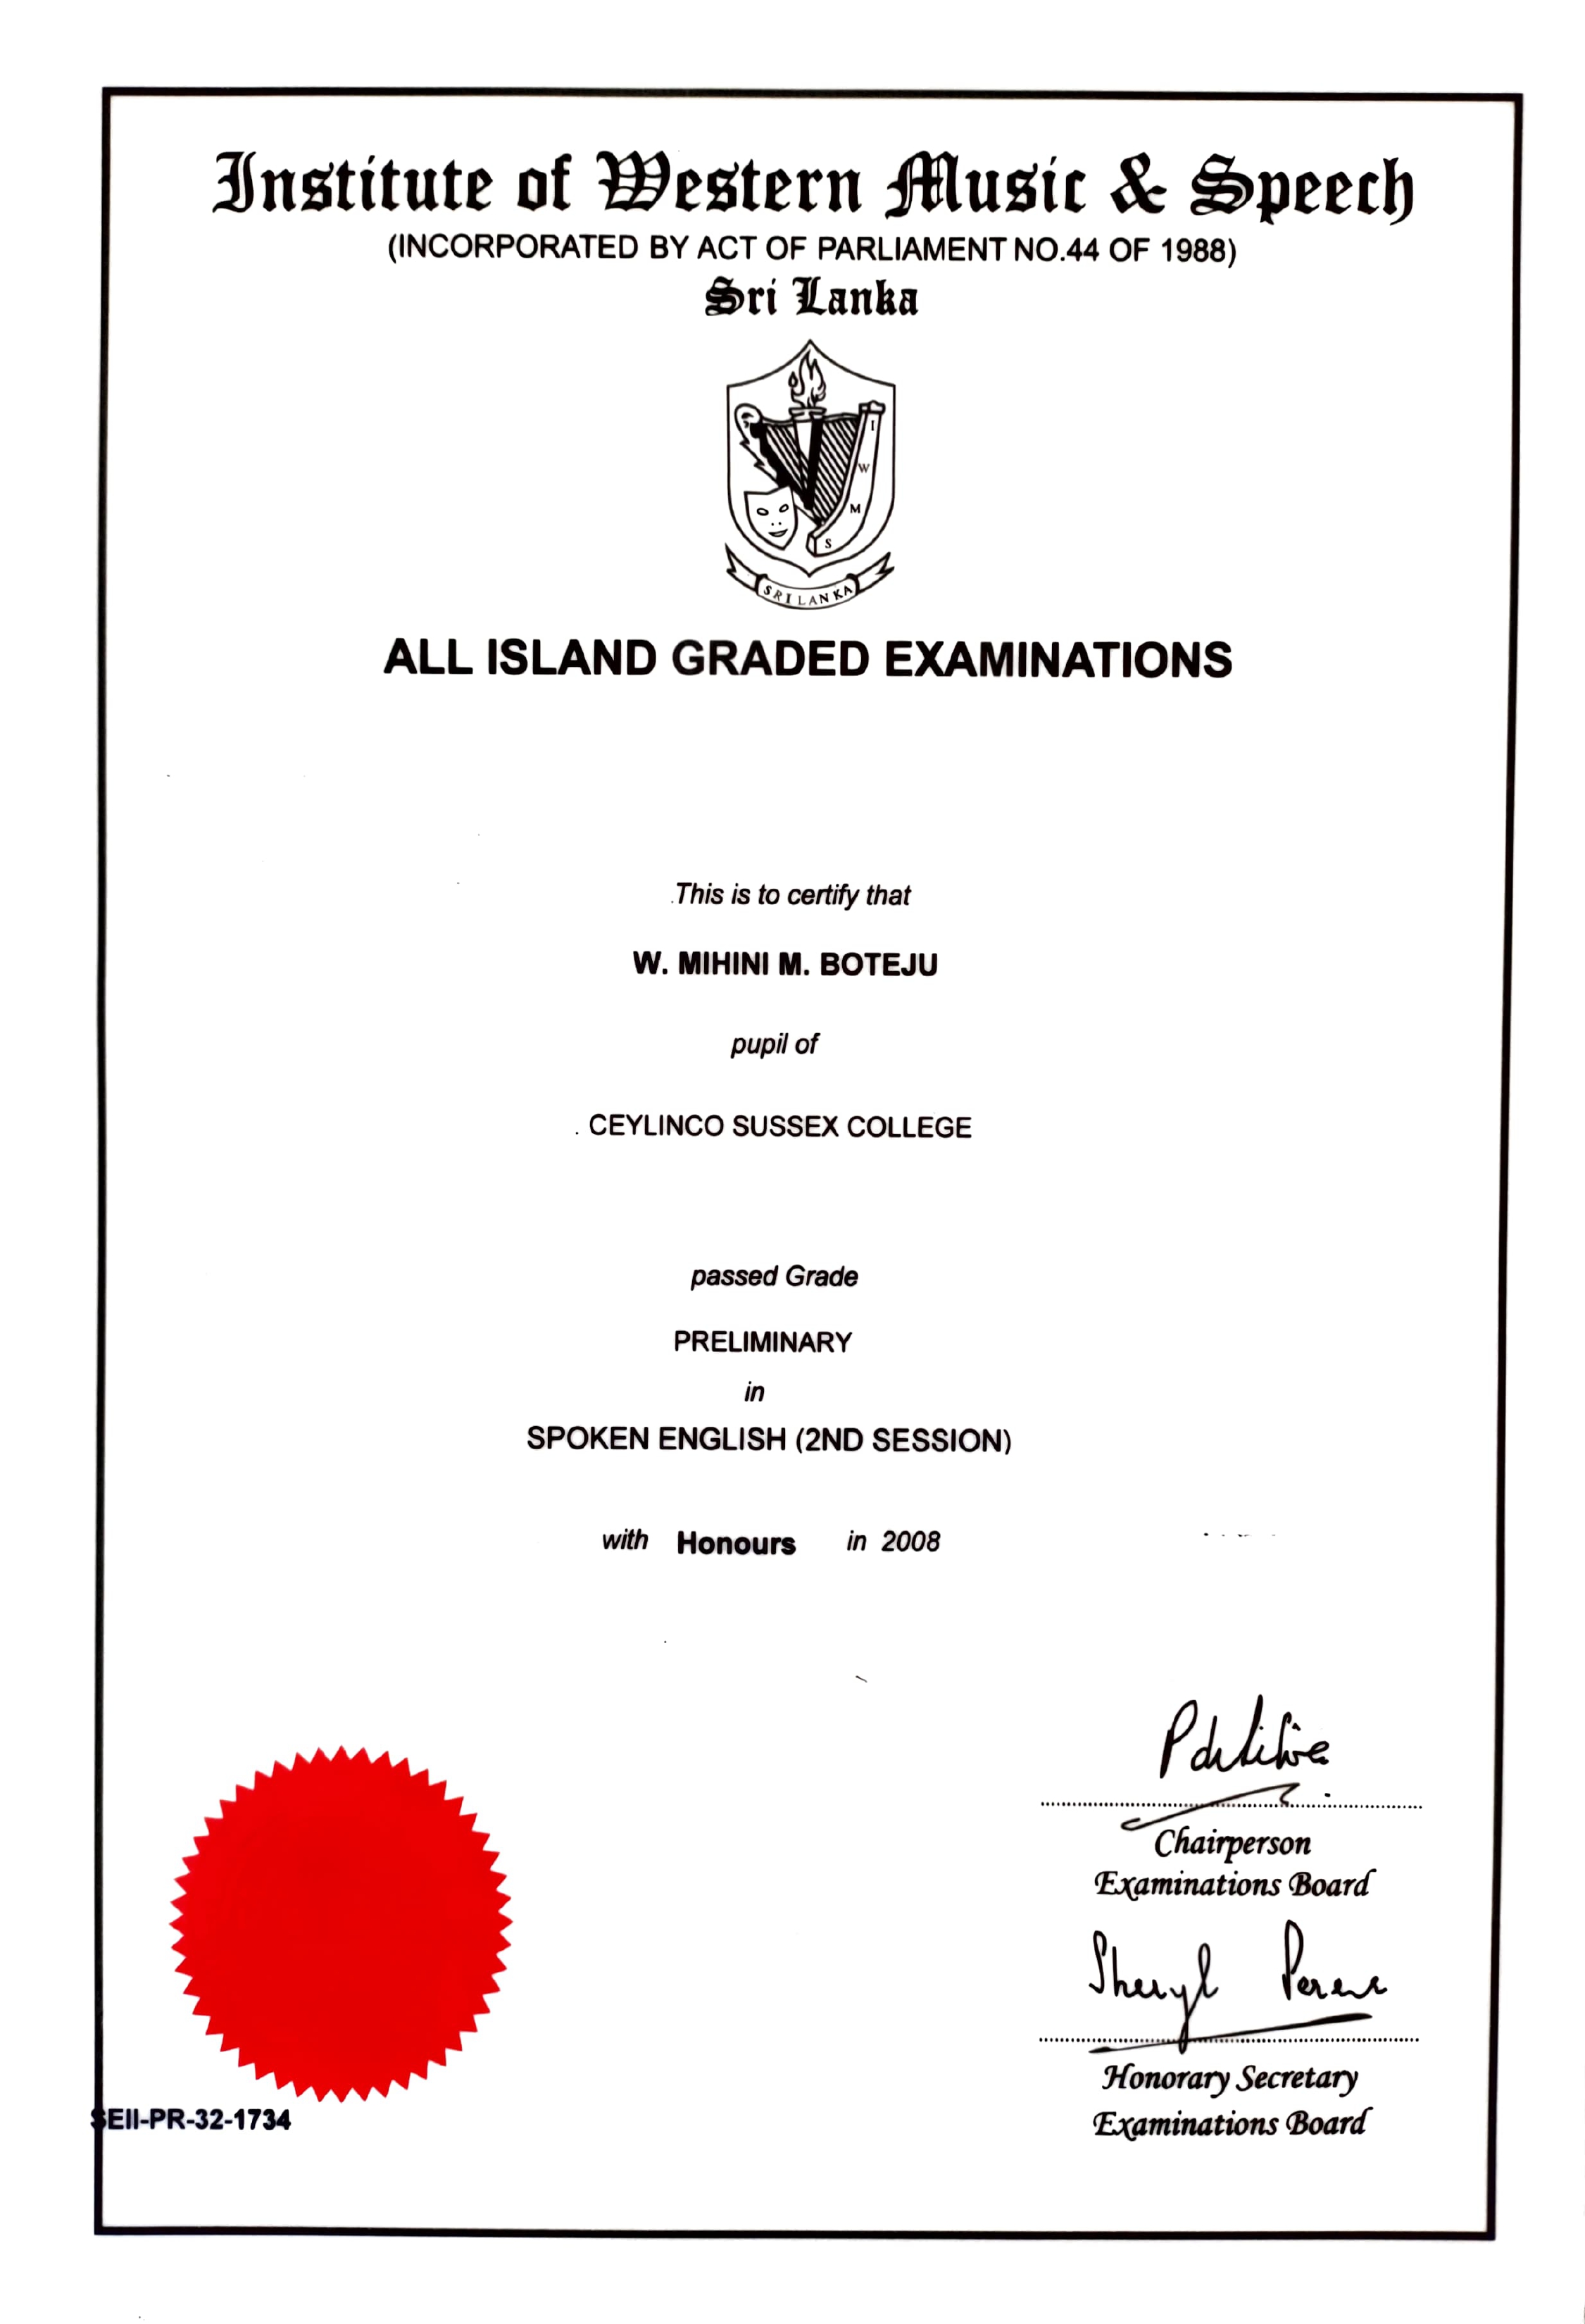 Institute of Western Music & Speech
(INCORPORATED BY ACT OF PARLIAMENT NO.44 OF 1988)
Sri Lanka
I
W
M
S
SRI LANKA
ALL ISLAND GRADED EXAMINATIONS
This is to certify that
W. MIHINI M. BOTEJU
pupil of
CEYLINCO SUSSEX COLLEGE
passed Grade
PRELIMINARY
in
SPOKEN ENGLISH (2ND SESSION)
with Honours in 2008
Chairperson
Examinations Board
Sheryl Perera
Honorary Secretary
Examinations Board
SEII-PR-32-1734